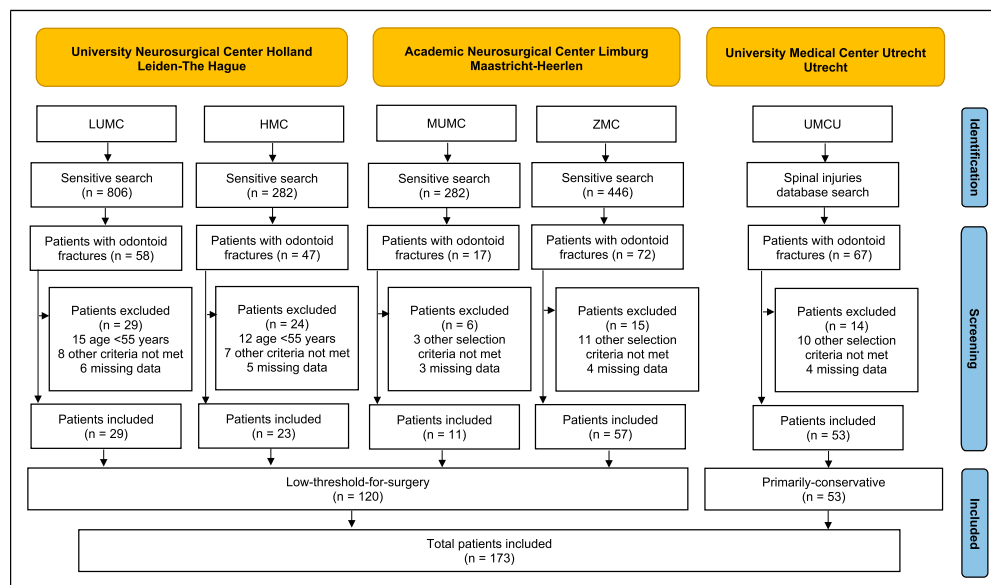 University Neurosurgical Center Holland
Leiden-The Hague
Academic Neurosurgical Center Limburg
Maastricht-Heerlen
University Medical Center Utrecht
Utrecht
Identification
LUMC
HMC
MUMC
ZMC
UMCU
Sensitive search
(n = 806)
Sensitive search
(n = 282)
Sensitive search
(n = 282)
Sensitive search
(n = 446)
Spinal injuries
database search
Screening
Patients with odontoid
fractures (n = 58)
Patients with odontoid
fractures (n = 47)
Patients with odontoid
fractures (n = 17)
Patients with odontoid
fractures (n = 72)
Patients with odontoid
fractures (n = 67)
Patients excluded
(n = 29)
15 age <55 years
8 other criteria not met
6 missing data
Patients excluded
(n = 24)
12 age <55 years
7 other criteria not met
5 missing data
Patients excluded
(n = 6)
3 other selection
criteria not met
3 missing data
Patients excluded
(n = 15)
11 other selection
criteria not met
4 missing data
Patients excluded
(n = 14)
10 other selection
criteria not met
4 missing data
Patients included
(n = 29)
Patients included
(n = 23)
Patients included
(n = 11)
Patients included
(n = 57)
Patients included
(n = 53)
Included
Low-threshold-for-surgery
(n = 120)
Primarily-conservative
(n = 53)
Total patients included
(n = 173)